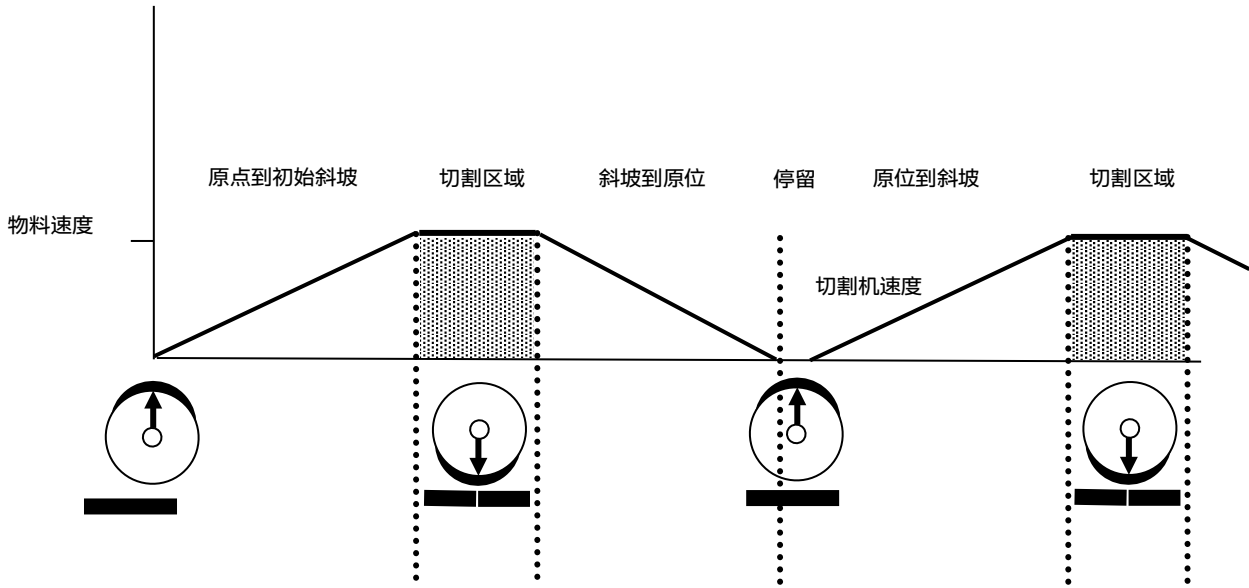 原点到初始斜坡
切割区域
斜坡到原位
停留
原位到斜坡
切割区域
物料速度
切割机速度